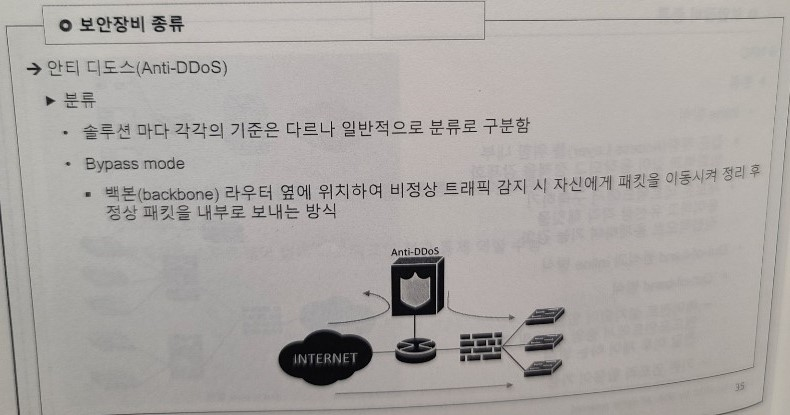 보안장비 종류
→ 안티 디도스(Anti-DDoS)
▶ 분류
• 솔루션 마다 각각의 기준은 다르나 일반적으로 분류로 구분함
• Bypass mode
▪ 백본(backbone) 라우터 옆에 위치하여 비정상 트래픽 감지 시 자신에게 패킷을 이동시켜 정리 후
정상 패킷을 내부로 보내는 방식
Anti-DDoS
INTERNET
35